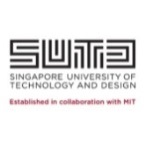 SUTD
SINGAPORE UNIVERSITY OF
TECHNOLOGY AND DESIGN
Established in collaboration with MIT